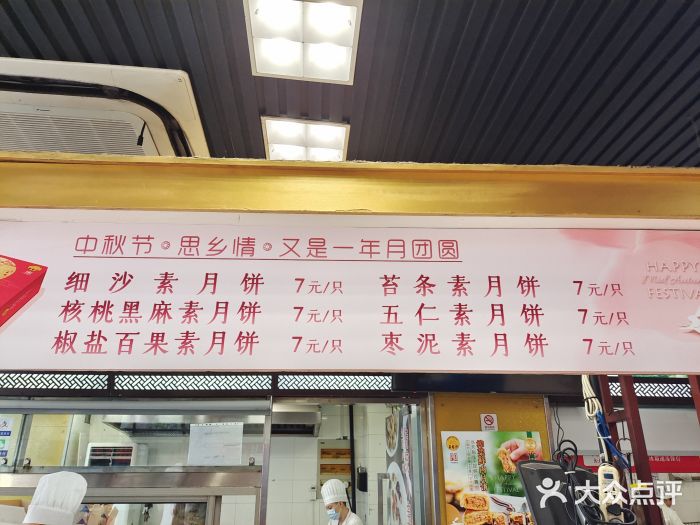 中秋节·思乡情·又是一年月团圆
细沙素月饼 7元/只 苔条素月饼 7元/只
核桃黑麻素月饼 7元/只 五仁素月饼 7元/只
椒盐百果素月饼 7元/只 枣泥素月饼 7元/只
HAPPY
FESTIVAL
大众点评